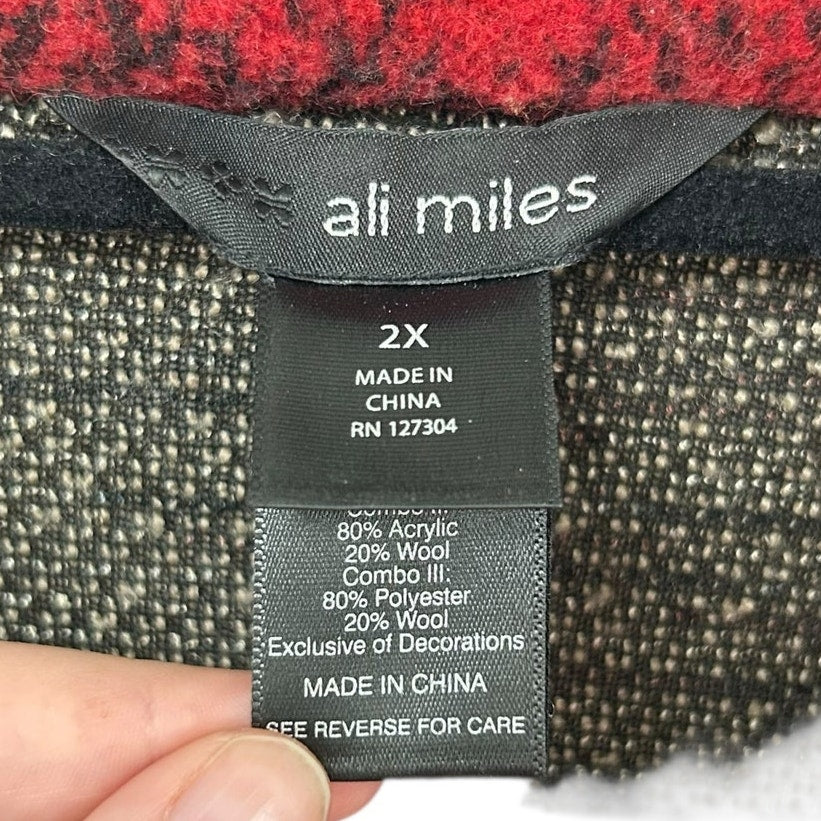 ali miles
2X
MADE IN
CHINA
RN 127304
80% Acrylic
20% Wool
Combo III:
80% Polyester
20% Wool
Exclusive of Decorations
MADE IN CHINA
SEE REVERSE FOR CARE